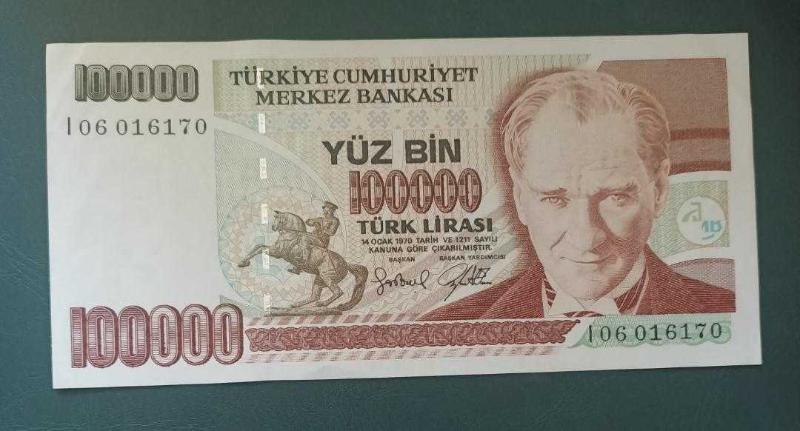 100000
TÜRKİYE CUMHURİYET
MERKEZ BANKASI
I06 016170
YÜZ BİN
100000
TÜRK LİRASI
14 OCAK 1970 TARİH VE 1211 SAYILI
KANUNA GÖRE ÇIKARILMIŞTIR.
BAŞKAN BAŞKAN YARDIMCISI
100000
I06 016170